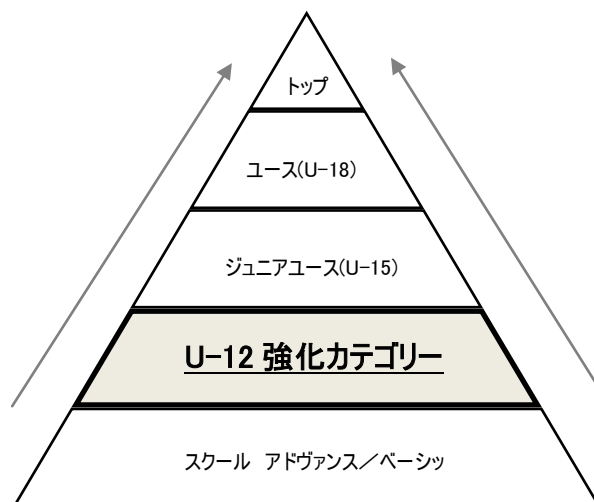 トップ
ユース(U-18)
ジュニアユース(U-15)
U-12 強化カテゴリー
スクール アドヴァンス／ベーシッ